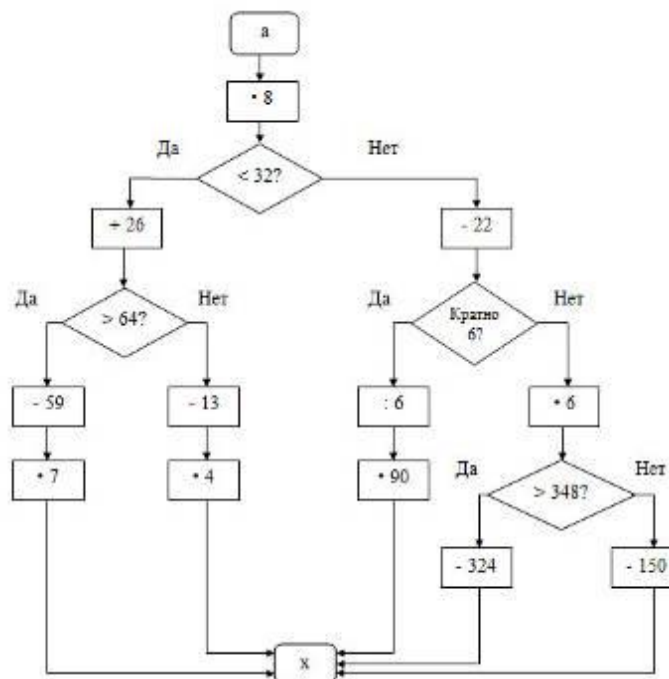 a
• 8
Да
< 32?
Нет
+ 26
- 22
Да
> 64?
Нет
Да
Кратно
6?
Нет
- 59
- 13
: 6
• 6
• 7
• 4
• 90
Да
> 348?
Нет
- 324
- 150
x